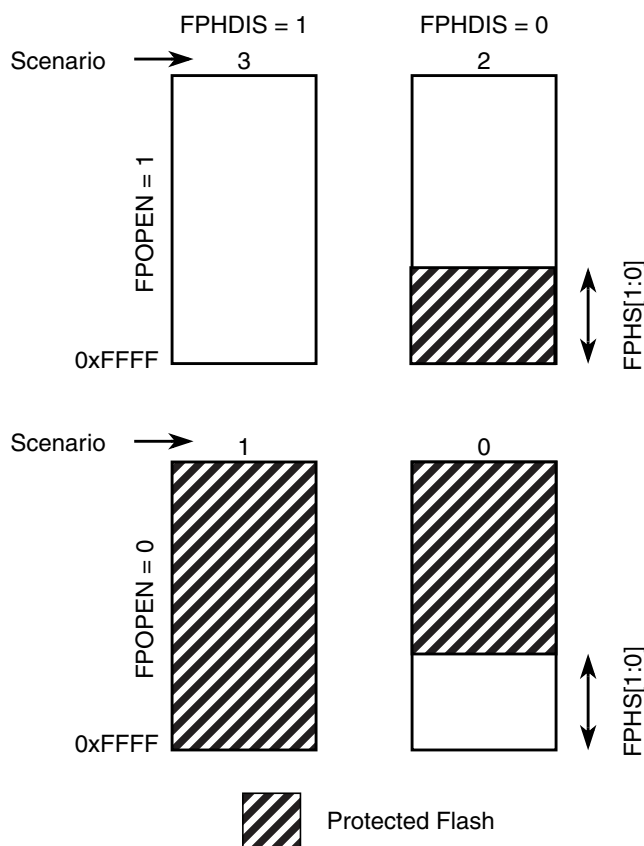 FPHDIS = 1
FPHDIS = 0
Scenario
3
2
FPOPEN = 1
FPHS[1:0]
0xFFFF
Scenario
1
0
FPOPEN = 0
FPHS[1:0]
0xFFFF
Protected Flash